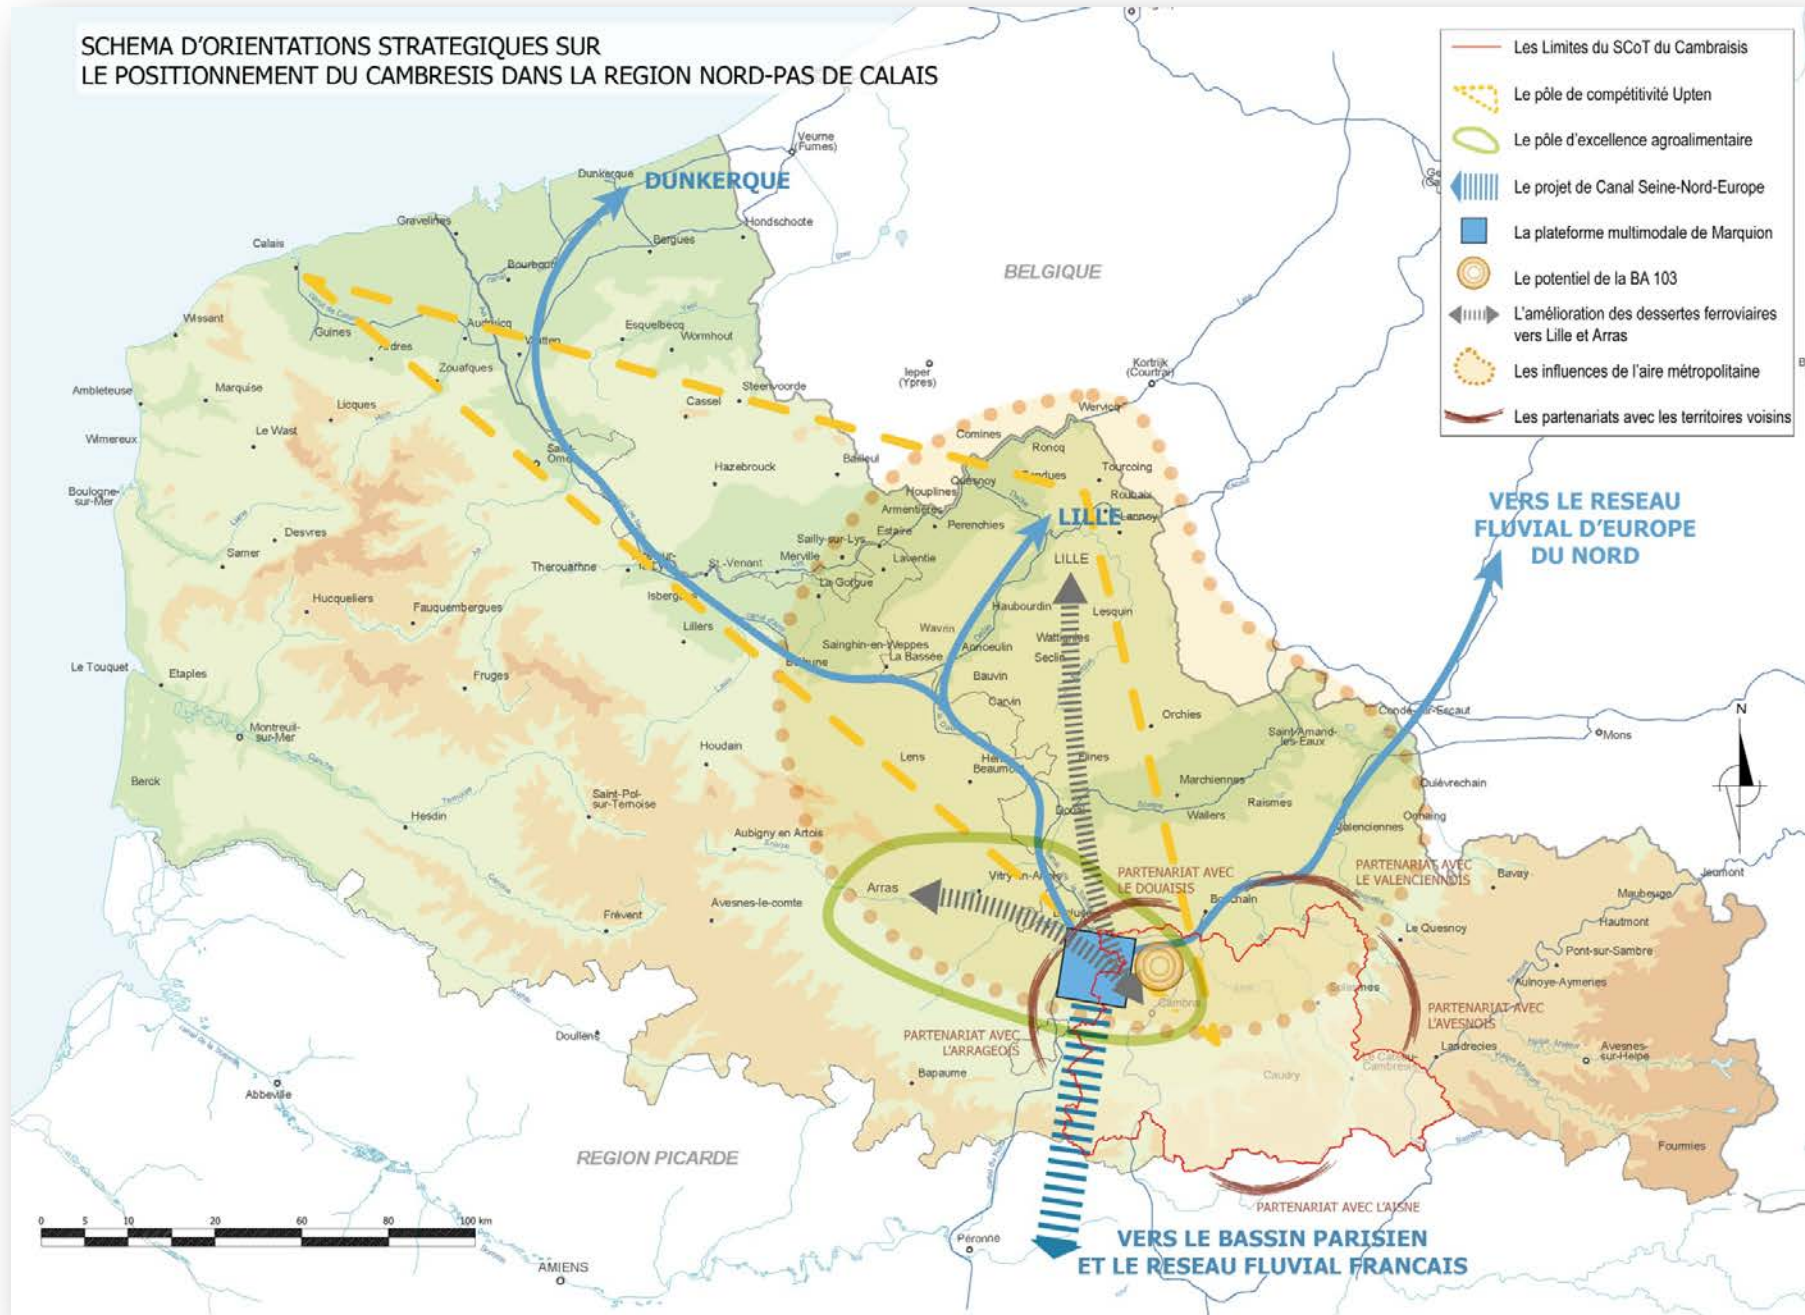 SCHEMA D'ORIENTATIONS STRATEGIQUES SUR
LE POSITIONNEMENT DU CAMBRESIS DANS LA REGION NORD-PAS DE CALAIS
Les Limites du SCoT du Cambraisis
Le pôle de compétitivité Upten
Le pôle d'excellence agroalimentaire
Le projet de Canal Seine-Nord-Europe
La plateforme multimodale de Marquion
Le potentiel de la BA 103
L'amélioration des dessertes ferroviaires
vers Lille et Arras
Les influences de l'aire métropolitaine
Les partenariats avec les territoires voisins
Veurne
(Furnes)
Dunkerque
DUNKERQUE
Gravelines
Hondschoote
Calais
Bergues
BELGIQUE
Wissant
Guines
Esquelbecq
Wormhout
Zouafques
Ieper
(Ypres)
Kortrijk
(Courtrai)
Ambleteuse
Marquise
Licques
Cassel
Steenvoorde
Wervicq
Wimereux
Le Wast
Comines
Roncq
Hazebrouck
Bailleul
Tourcoing
Boulogne-
sur-Mer
Houplines
Quesnoy
Roubaix
Armentières
Perenchies
LILLE
Lannoy
VERS LE RESEAU
FLUVIAL D'EUROPE
DU NORD
Desvres
Samer
Estaire
Sailly-sur-Lys
Merville
Laventie
LILLE
Therouanne
St.-Venant
La Gorgue
Isbergues
Hucqueliers
Fauquembergues
Haubourdin
Lesquin
Lillers
Wavrin
Wattignies
Seclin
Sainghin-en-Weppes
La Bassée
Annoeulin
Le Touquet
Etaples
Fruges
Bauvin
Carvin
Orchies
Condé-sur-Escaut
Montreuil-
sur-Mer
Houdain
Lens
Saint-Amand-
les-Eaux
Mons
N
Berck
Marchiennes
Raismes
Wallers
Quiévrechain
Saint-Pol-
sur-Ternoise
Hesdin
Aubigny en Artois
Valenciennes
Onnaing
PARTENARIAT AVEC
LE DOUAISIS
PARTENARIAT AVEC
LE VALENCIENNOIS
Bavay
Jeumont
Maubeuge
Arras
Avesnes-le-comte
Frévent
Bouchain
Hautmont
Le Quesnoy
Pont-sur-Sambre
Aulnoye-Aymeries
Solesmes
PARTENARIAT AVEC
L'AVESNOIS
PARTENARIAT AVEC
L'ARRAGEOIS
Doullens
Landrecies
Avesnes-
sur-Helpe
Bapaume
Caudry
Le Cateau-
Cambrésis
Abbeville
Fourmies
REGION PICARDE
PARTENARIAT AVEC L'AISNE
0 5 10 20 60 80 100 km
Péronne
VERS LE BASSIN PARISIEN
ET LE RESEAU FLUVIAL FRANCAIS
AMIENS